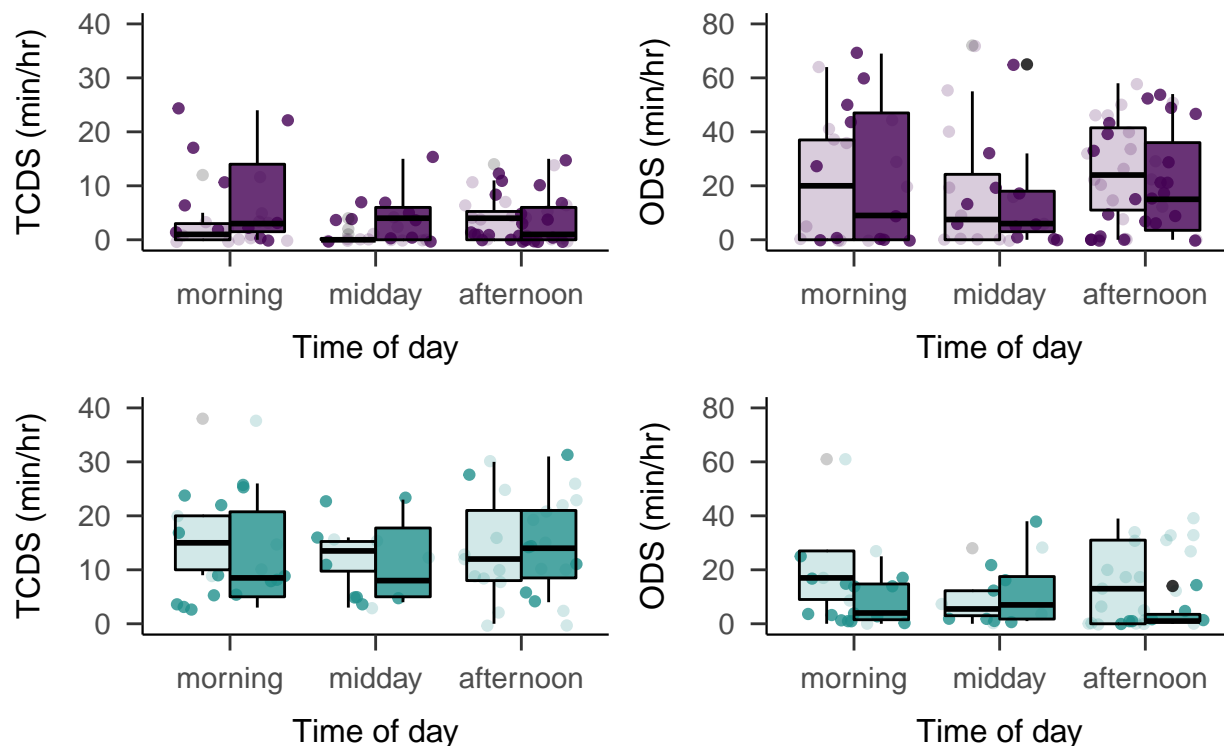 TCDS (min/hr)
40
30
20
10
0
morning midday afternoon
Time of day
ODS (min/hr)
80
60
40
20
0
morning midday afternoon
Time of day
TCDS (min/hr)
40
30
20
10
0
morning midday afternoon
Time of day
ODS (min/hr)
80
60
40
20
0
morning midday afternoon
Time of day